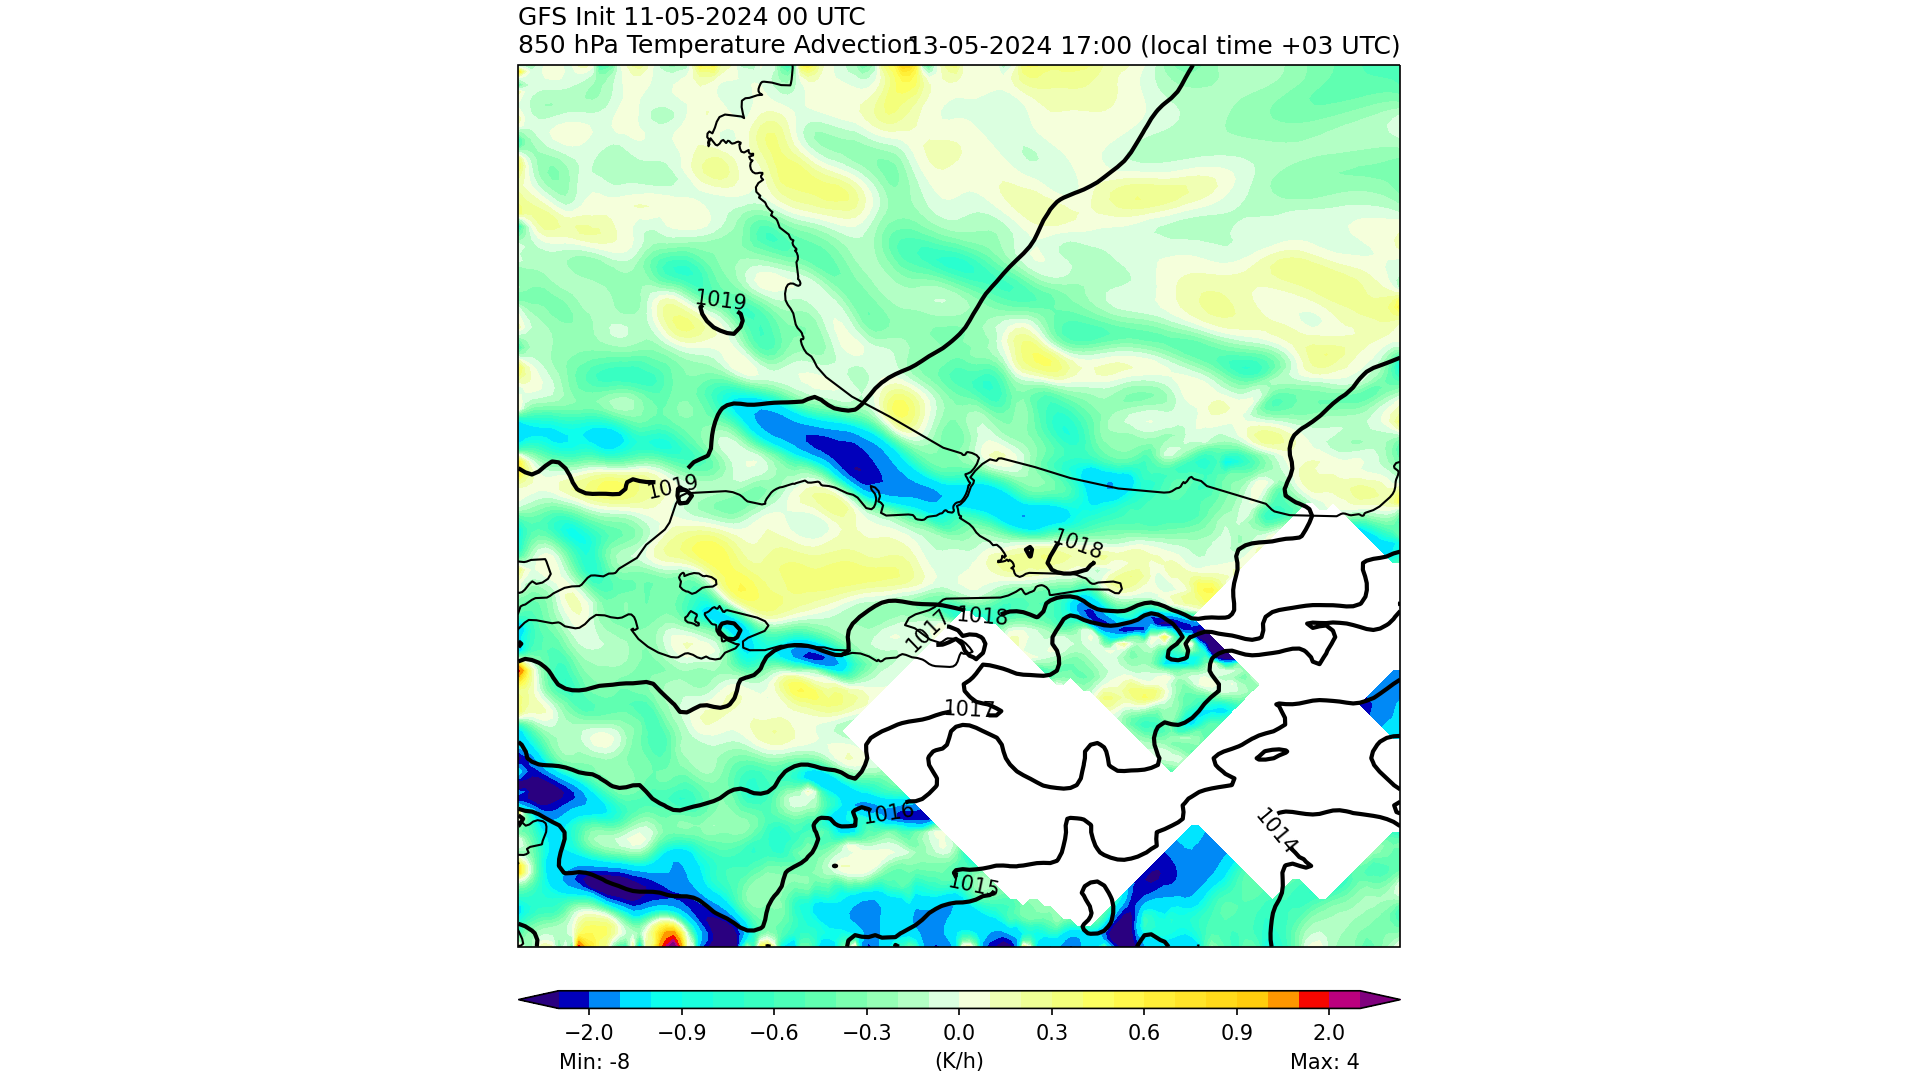 GFS Init 11-05-2024 00 UTC
850 hPa Temperature Advection
13-05-2024 17:00 (local time +03 UTC)
1019
1019
1018
1018
1017
1017
1016
1014
1015
−2.0 −0.9 −0.6 −0.3 0.0 0.3 0.6 0.9 2.0
Min: -8 (K/h) Max: 4